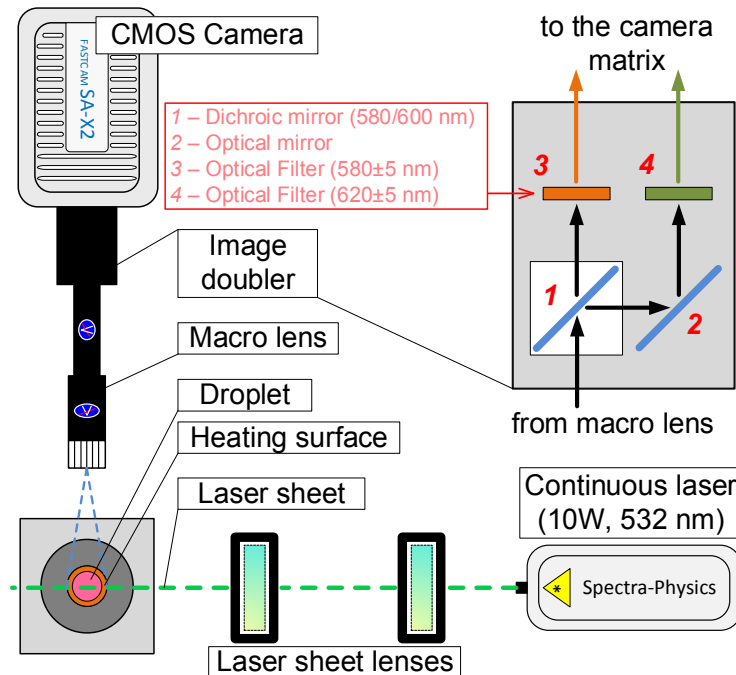 CMOS Camera
FASTCAM SA-X2
1 – Dichroic mirror (580/600 nm)
2 – Optical mirror
3 – Optical Filter (580±5 nm)
4 – Optical Filter (620±5 nm)
to the camera
matrix
3
4
1
2
from macro lens
Image
doubler
Macro lens
Droplet
Heating surface
Laser sheet
Continuous laser
(10W, 532 nm)
Spectra-Physics
Laser sheet lenses